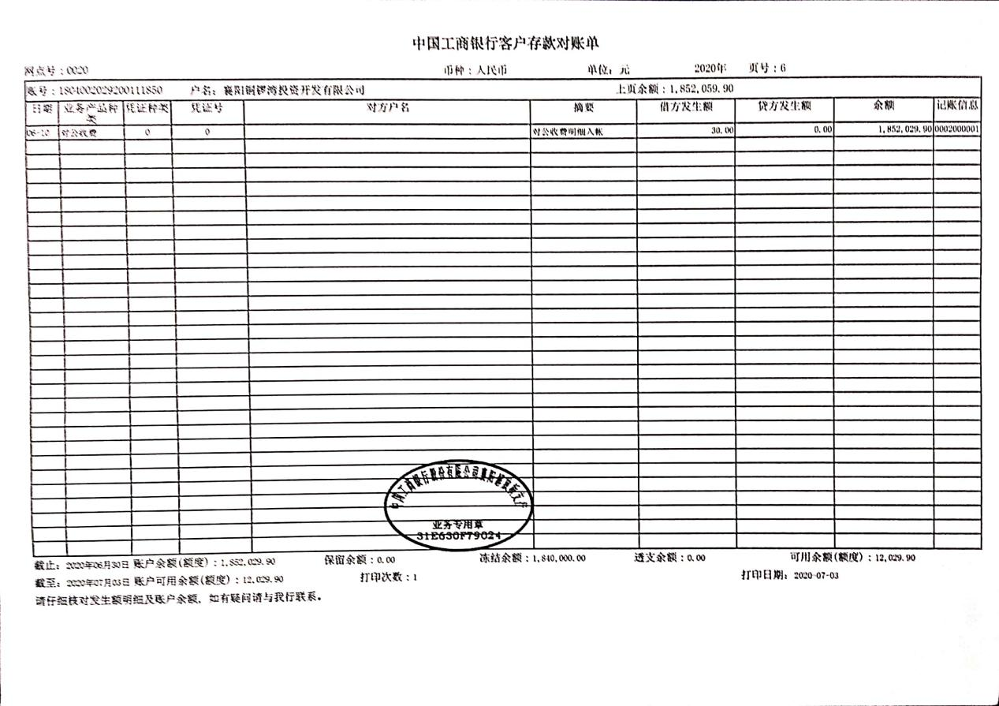 中国工商银行客户存款对账单
网点号：0020 币种：人民币 单位：元 2020年 页号：6
账号：1804002029200111850 户名：襄阳铜锣湾投资开发有限公司 上页余额：1,852,059.90
日期 业务产品种类 凭证种类 凭证号 对方户名 摘要 借方发生额 贷方发生额 余额 记账信息
06-10 对公收费 0 0 对公收费明细入帐 30.00 0.00 1,852,029.90 0002000001
中国工商银行股份有限公司襄阳
业务专用章
31E630F79024
截止：2020年06月30日 账户余额(额度)：1,852,029.90 保留余额：0.00 冻结余额：1,840,000.00 透支余额：0.00 可用余额(额度)：12,029.90
截至：2020年07月03日 账户可用余额(额度)：12,029.90 打印次数：1 打印日期：2020-07-03
请仔细核对发生额明细及账户余额，如有疑问请与我行联系。